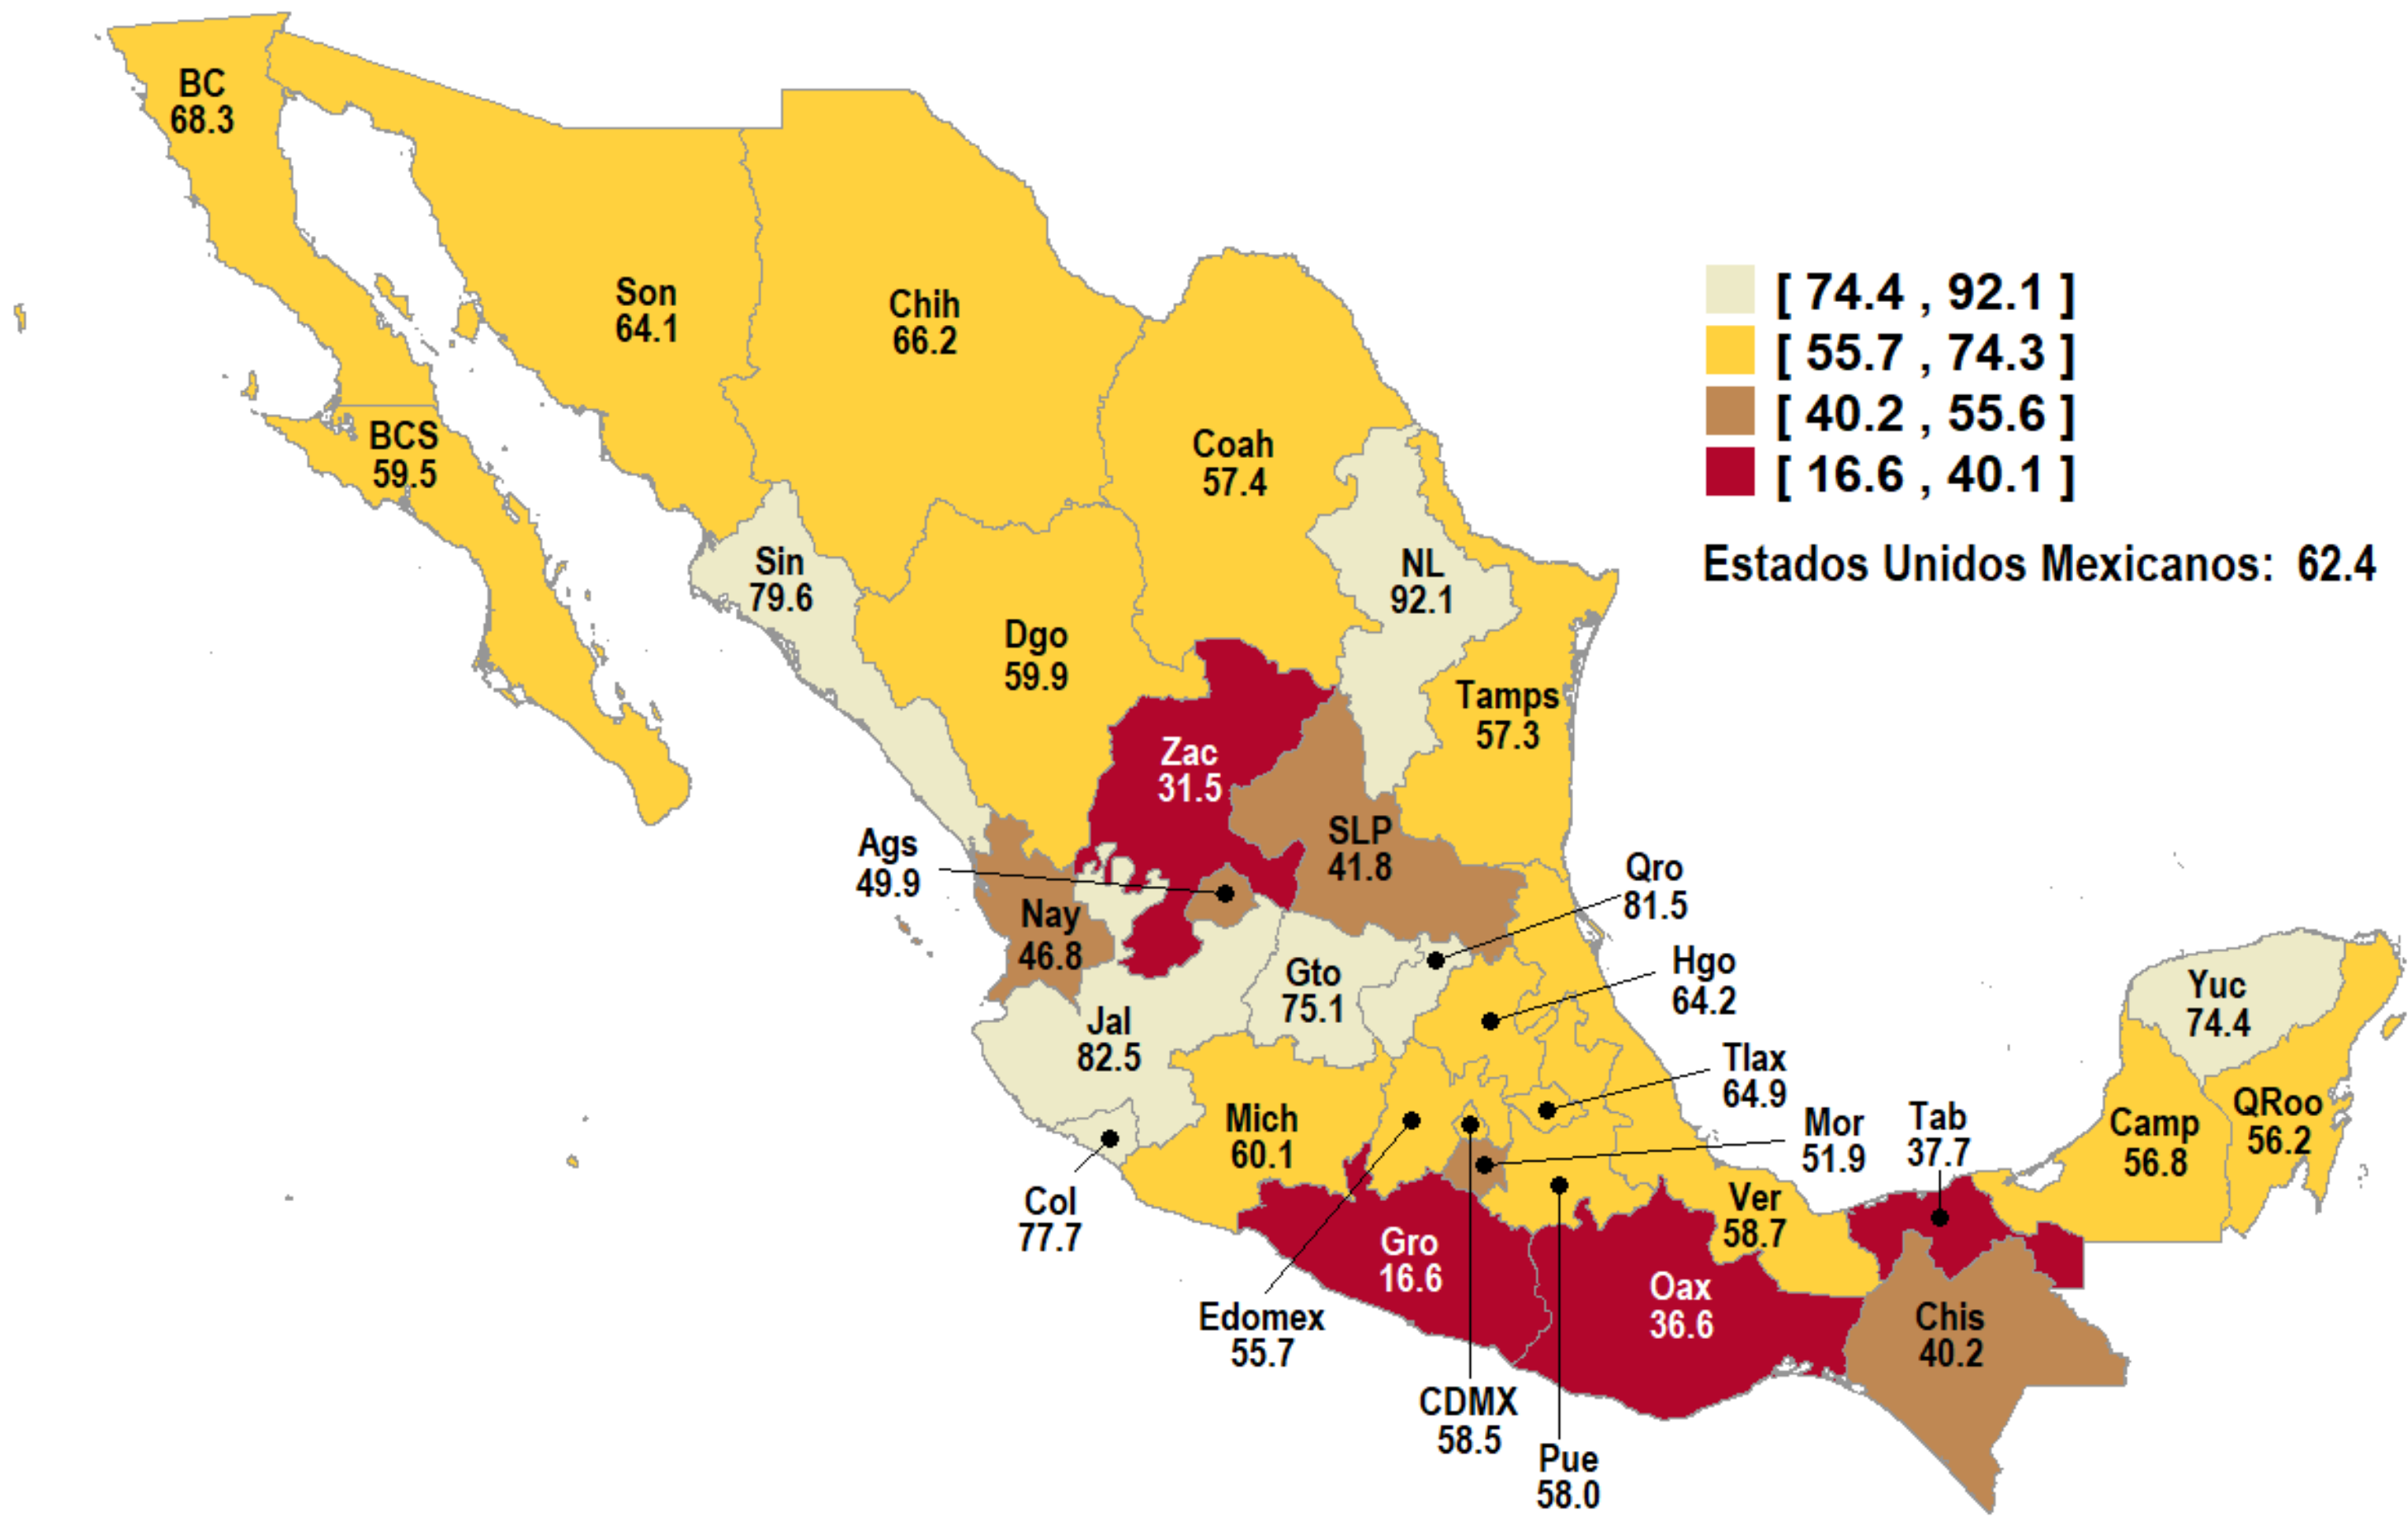 BC
68.3
Son
64.1
Chih
66.2
[ 74.4 , 92.1 ]
[ 55.7 , 74.3 ]
[ 40.2 , 55.6 ]
[ 16.6 , 40.1 ]
Estados Unidos Mexicanos: 62.4
BCS
59.5
Coah
57.4
Sin
79.6
NL
92.1
Dgo
59.9
Tamps
57.3
Zac
31.5
SLP
41.8
Ags
49.9
Qro
81.5
Nay
46.8
Gto
75.1
Hgo
64.2
Yuc
74.4
Jal
82.5
Tlax
64.9
Mich
60.1
Mor
51.9
Tab
37.7
Camp
56.8
QRoo
56.2
Col
77.7
Ver
58.7
Gro
16.6
Oax
36.6
Edomex
55.7
Chis
40.2
CDMX
58.5
Pue
58.0